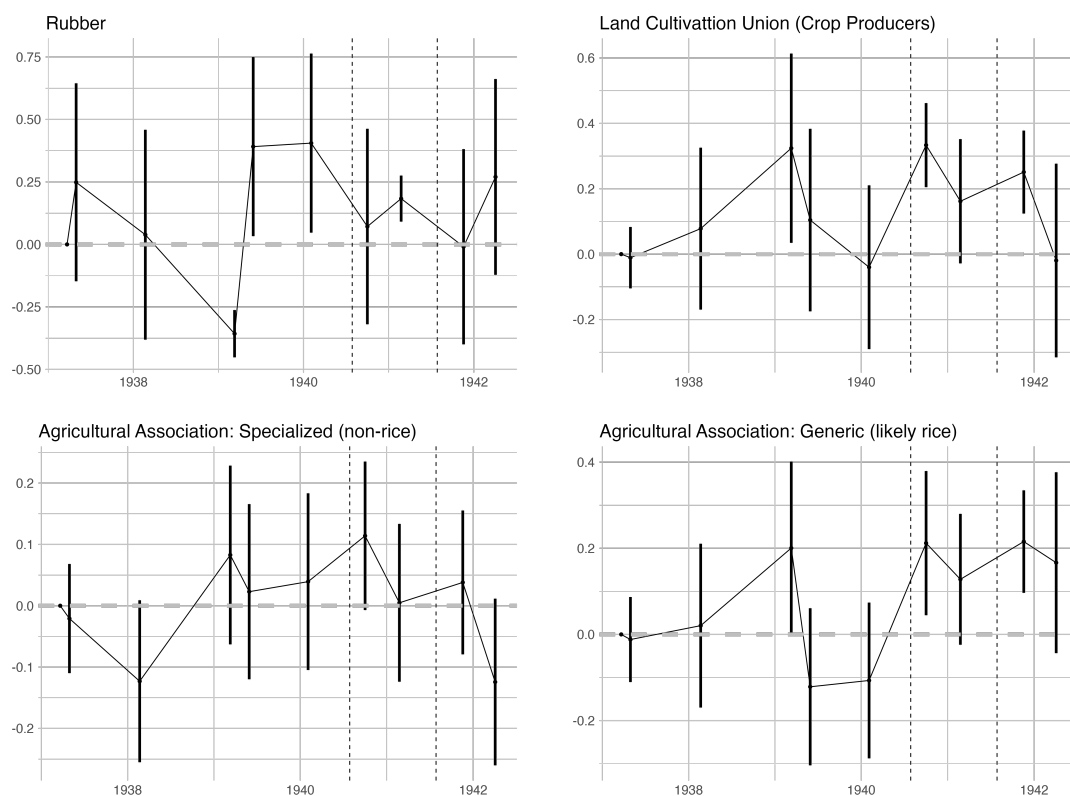 Rubber
0.75
0.50
0.25
0.00
-0.25
-0.50
1938 1940 1942
Land Cultivattion Union (Crop Producers)
0.6
0.4
0.2
0.0
-0.2
1938 1940 1942
Agricultural Association: Specialized (non-rice)
0.2
0.1
0.0
-0.1
-0.2
1938 1940 1942
Agricultural Association: Generic (likely rice)
0.4
0.2
0.0
-0.2
1938 1940 1942